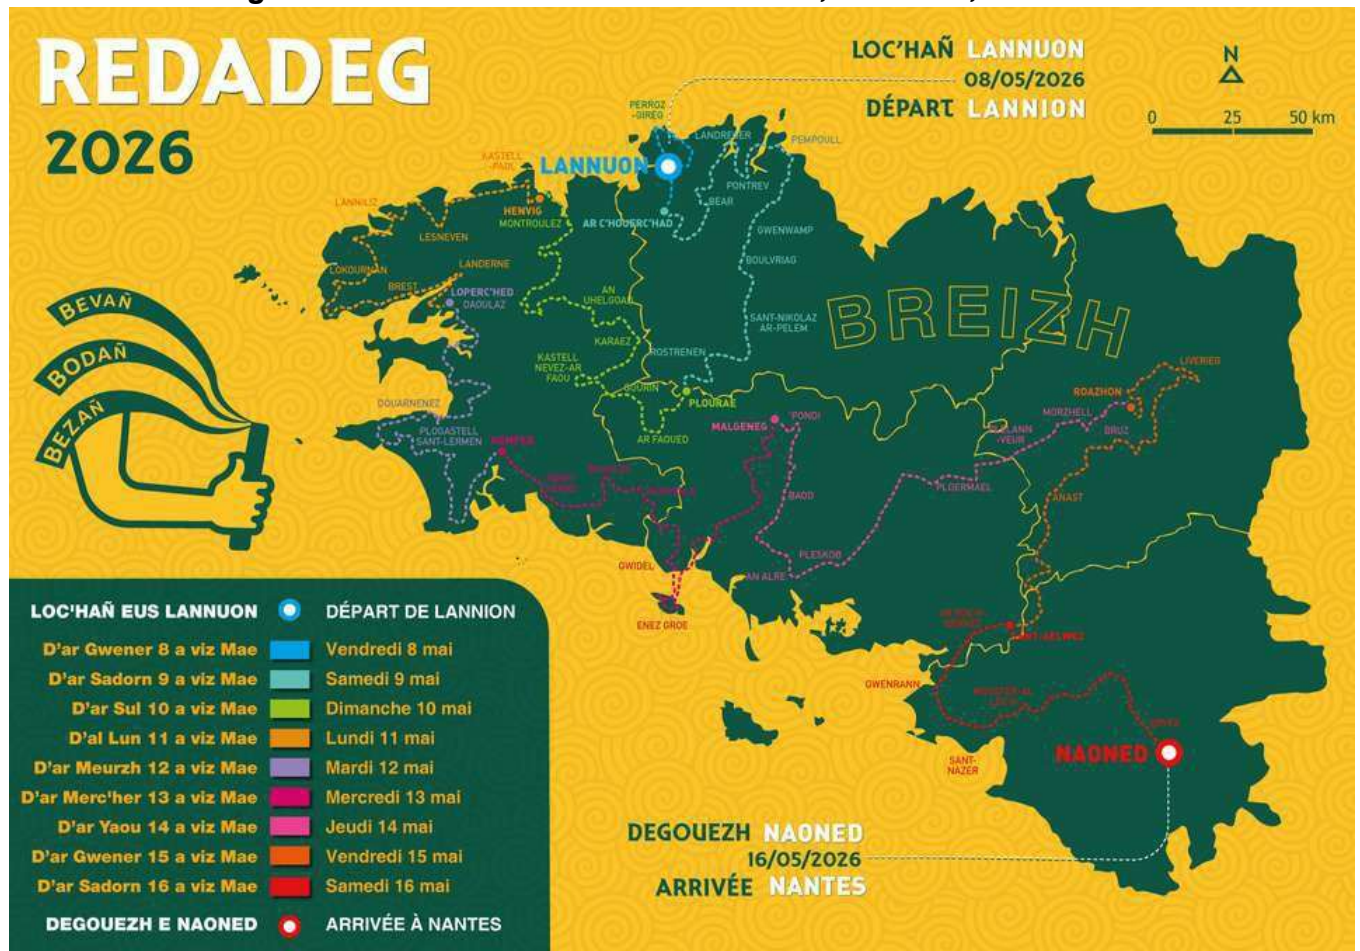 REDADEG
2026
LOC'HAÑ LANNUON
08/05/2026
DÉPART LANNION
N
0 25 50 km
PERROZ
-GIREG
LANDREGER
PEMPOULL
LANNUON
KASTELL
-PAOL
PONTREV
LANNILIZ
HENVIG
BEAR
MONTROULEZ
AR C'HOUERC'HAD
GWENWAMP
LESNEVEN
BOULVRIAG
LOKOURNAN
LANDERNE
BREST
LOPERC'HED
DAOULAZ
AN
UHELGOAD
BREIZH
SANT-NIKOLAZ
AR-PELEM
KARAEZ
ROSTRENEN
KASTELL
NEVEZ-AR
FAOU
LIVERIEG
GOURIN
PLOURAE
ROAZHON
DOUARNENEZ
MORZHELL
PLOGASTELL
SANT-JERMEN
PONDI
MALGENEG
BRUZ
AR FAOUED
KEMPER
-VEUR
PLOERMAEL
BAOD
ANAST
PLESKOB
GWIDEL
AN ALRE
ENEZ GROE
GWENRANN
SANT-
NAZER
NAONED
BEVAÑ
BODAÑ
BEZAÑ
LOC'HAÑ EUS LANNUON DÉPART DE LANNION
D'ar Gwener 8 a viz Mae Vendredi 8 mai
D'ar Sadorn 9 a viz Mae Samedi 9 mai
D'ar Sul 10 a viz Mae Dimanche 10 mai
D'al Lun 11 a viz Mae Lundi 11 mai
D'ar Meurzh 12 a viz Mae Mardi 12 mai
D'ar Merc'her 13 a viz Mae Mercredi 13 mai
D'ar Yaou 14 a viz Mae Jeudi 14 mai
D'ar Gwener 15 a viz Mae Vendredi 15 mai
D'ar Sadorn 16 a viz Mae Samedi 16 mai
DEGOUEZH E NAONED ARRIVÉE À NANTES
DEGOUEZH NAONED
16/05/2026
ARRIVÉE NANTES